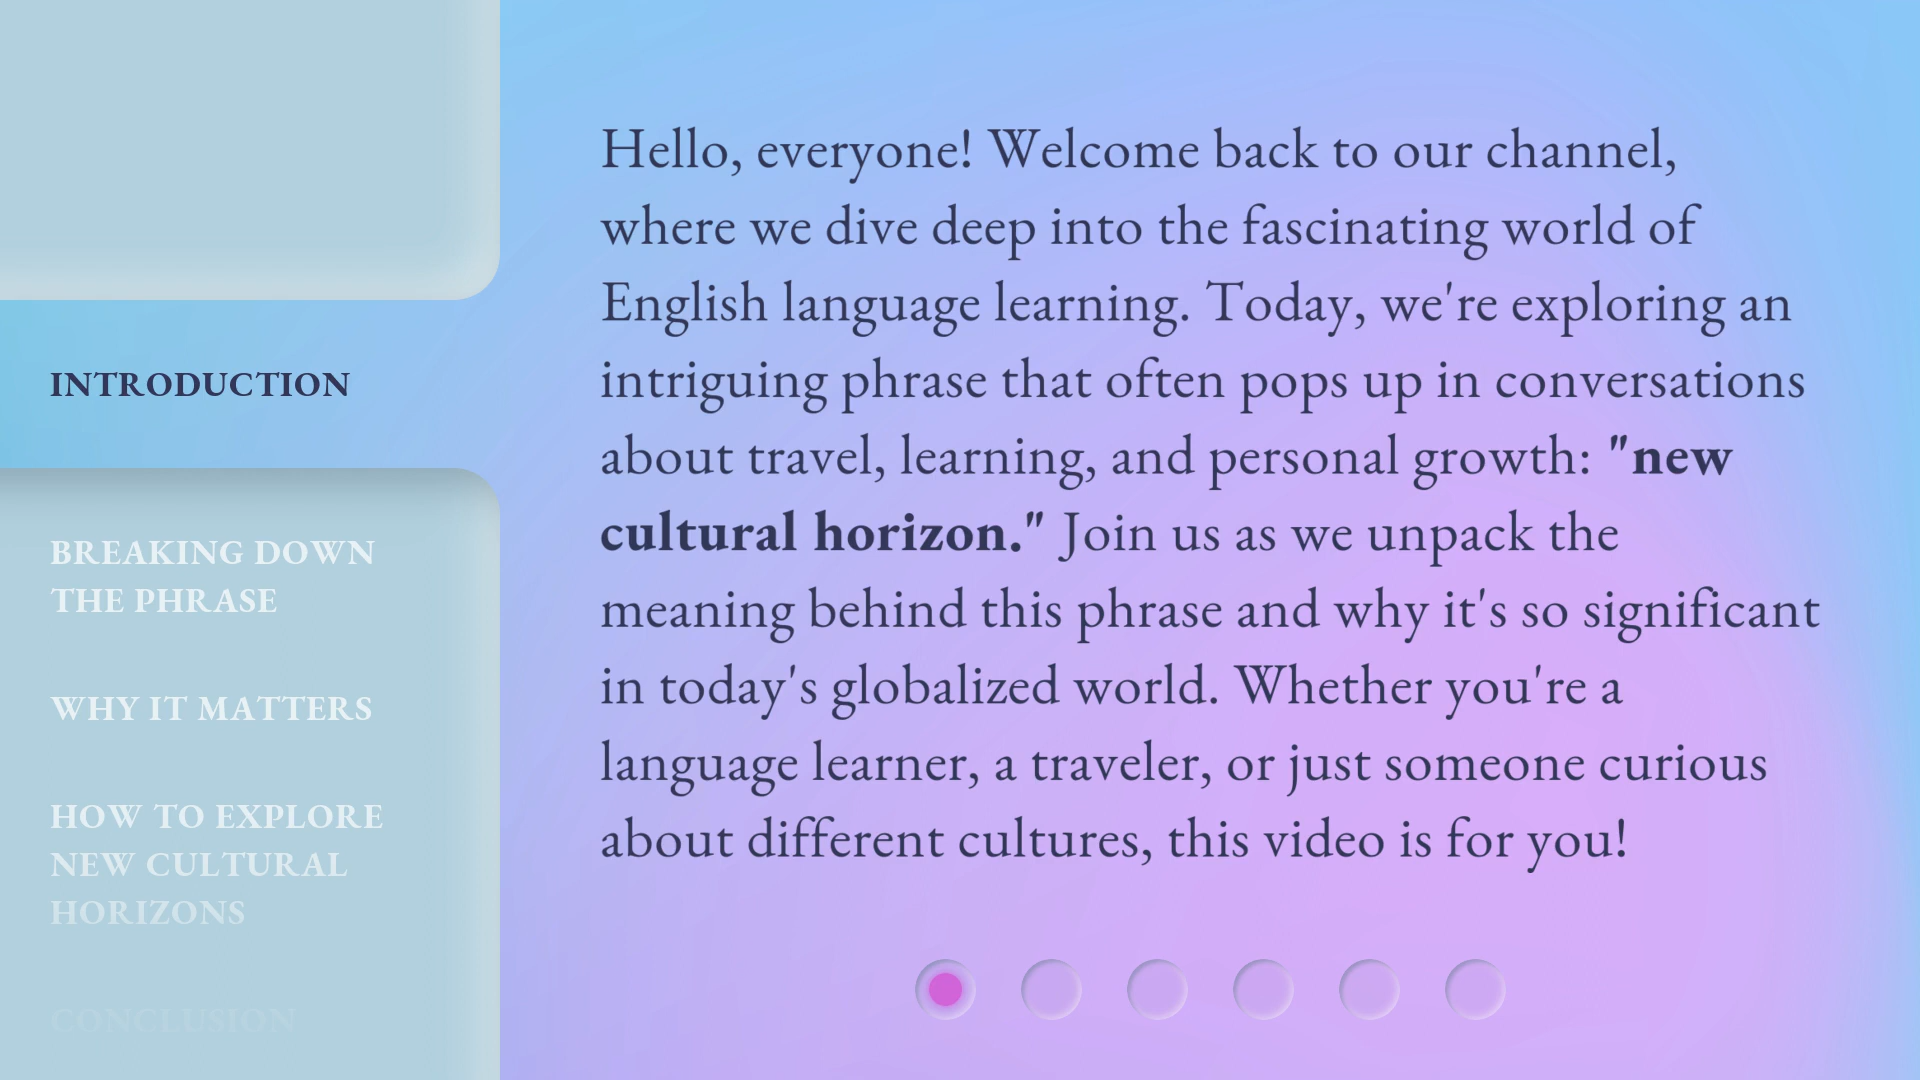 INTRODUCTION
BREAKING DOWN
THE PHRASE
WHY IT MATTERS
HOW TO EXPLORE
NEW CULTURAL
HORIZONS
CONCLUSION
Hello, everyone! Welcome back to our channel,
where we dive deep into the fascinating world of
English language learning. Today, we're exploring an
intriguing phrase that often pops up in conversations
about travel, learning, and personal growth: "new
cultural horizon." Join us as we unpack the
meaning behind this phrase and why it's so significant
in today's globalized world. Whether you're a
language learner, a traveler, or just someone curious
about different cultures, this video is for you!